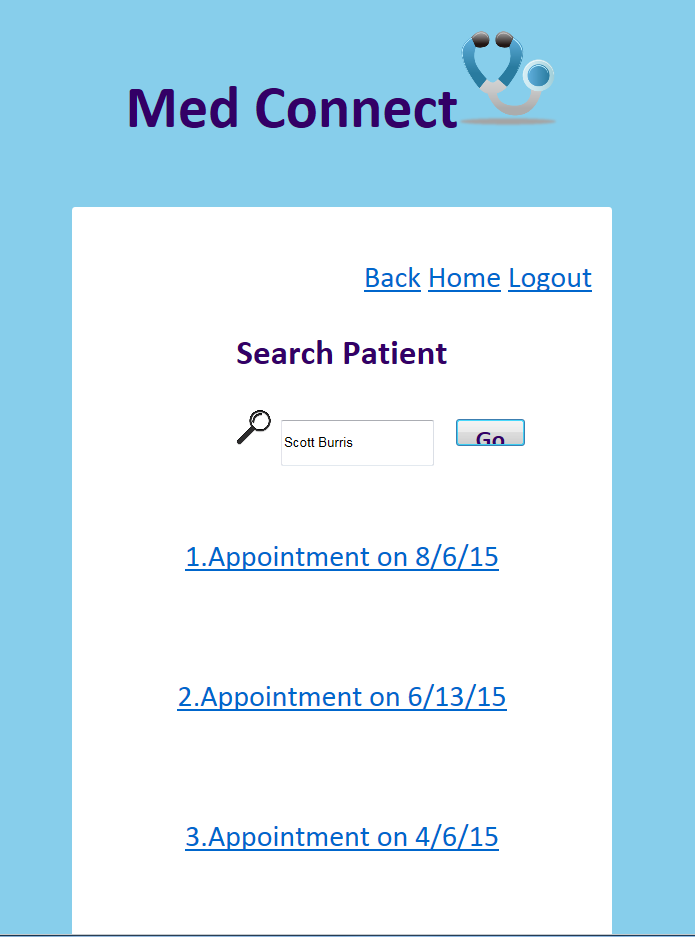 Med Connect
Back Home Logout
Search Patient
Scott Burris
Go
1.Appointment on 8/6/15
2.Appointment on 6/13/15
3.Appointment on 4/6/15